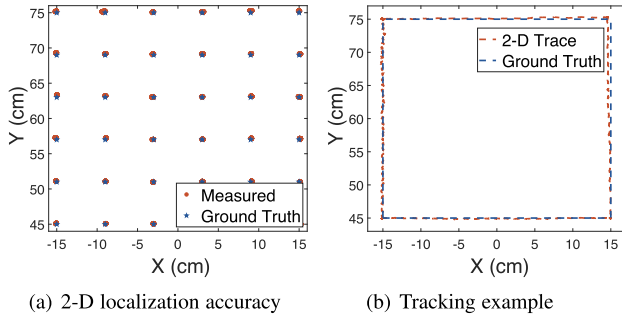 75
70
65
60
55
50
45
Y (cm)
-15
-10
-5
0
5
10
15
X (cm)
Measured
Ground Truth
(a) 2-D localization accuracy
75
70
65
60
55
50
45
Y (cm)
-15
-10
-5
0
5
10
15
X (cm)
2-D Trace
Ground Truth
(b) Tracking example